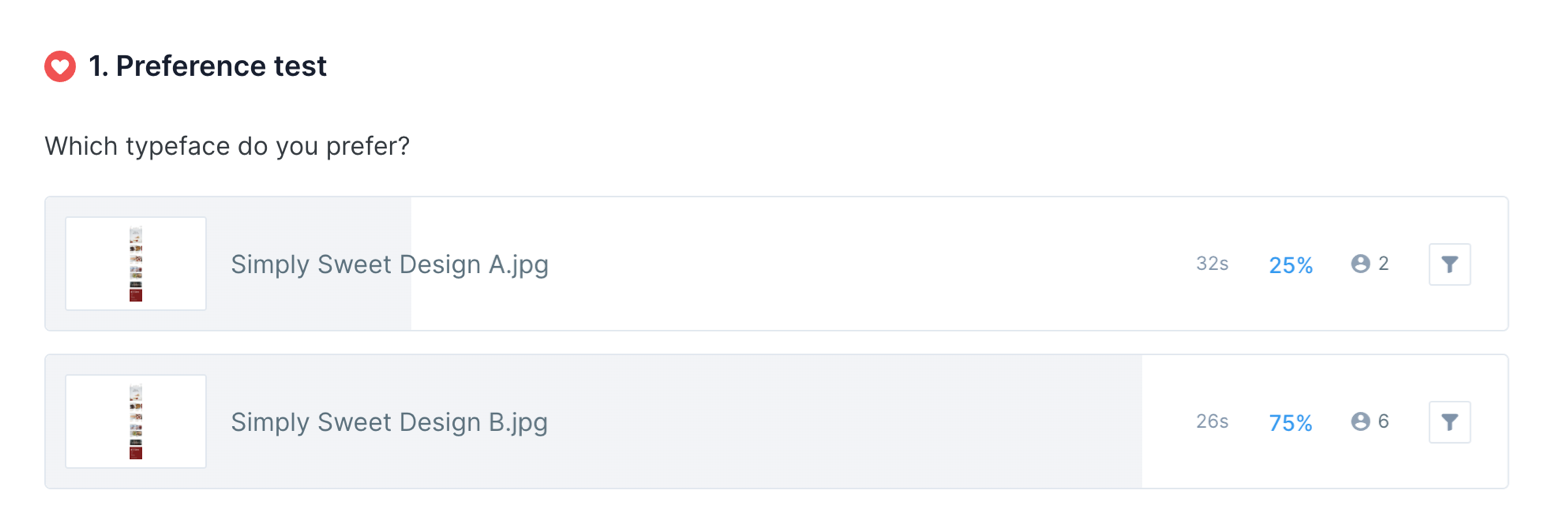 1. Preference test
Which typeface do you prefer?
Simply Sweet Design A.jpg 32s 25% 2
Simply Sweet Design B.jpg 26s 75% 6